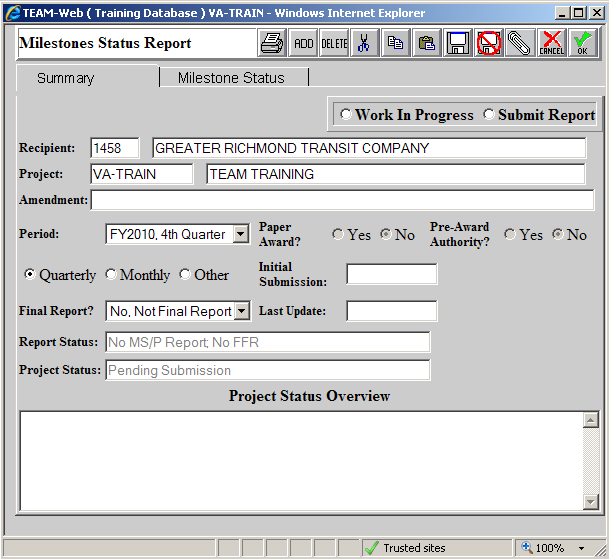 TEAM-Web ( Training Database ) VA-TRAIN - Windows Internet Explorer
Milestones Status Report ADD DELETE CANCEL OK
Summary Milestone Status
Work In Progress Submit Report
Recipient: 1458 GREATER RICHMOND TRANSIT COMPANY
Project: VA-TRAIN TEAM TRAINING
Amendment:
Period: FY2010, 4th Quarter Paper Award? Yes No Pre-Award Authority? Yes No
Quarterly Monthly Other Initial Submission:
Final Report? No, Not Final Report Last Update:
Report Status: No MS/P Report; No FFR
Project Status: Pending Submission
Project Status Overview
Trusted sites 100%